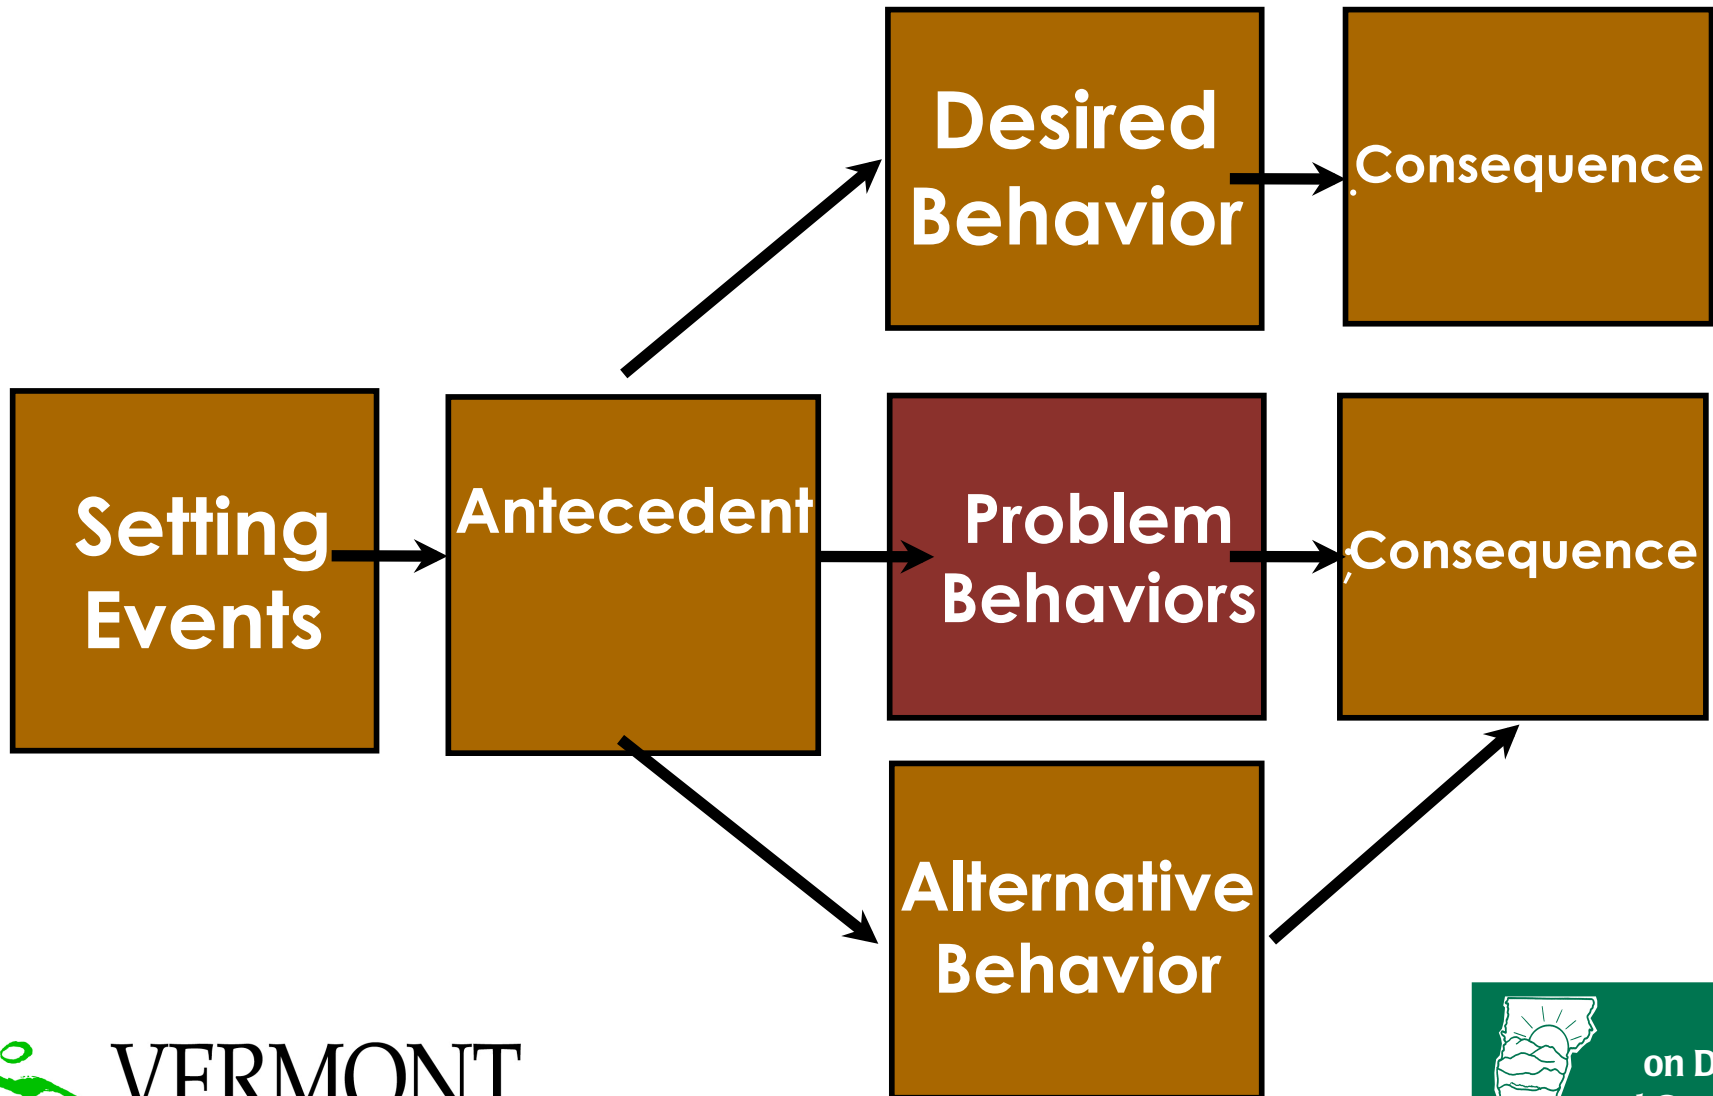 Desired
Behavior
Consequence
.
Setting
Events
Antecedent
Problem
Behaviors
Consequence
Alternative
Behavior
VERMONT
on D